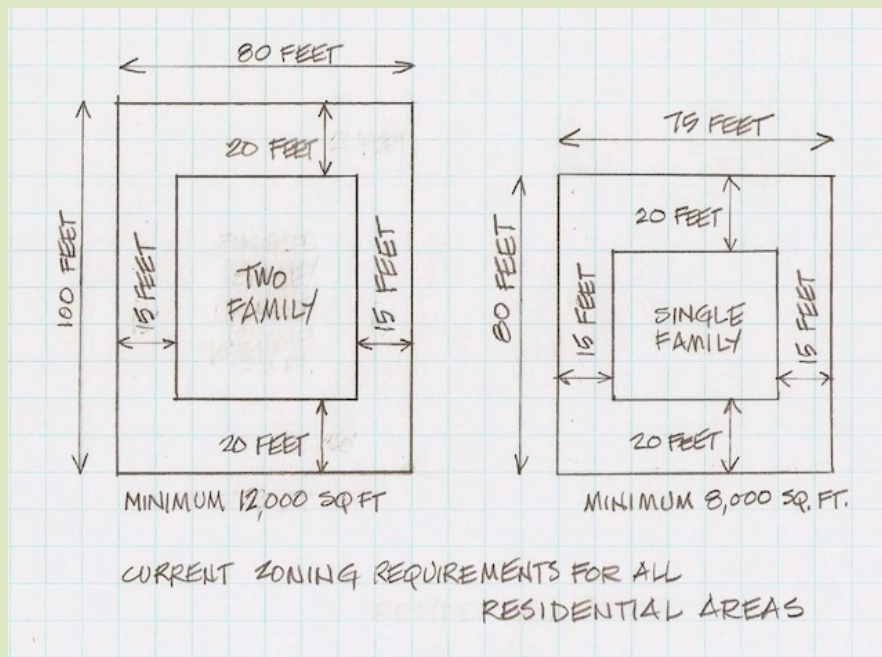 80 FEET
20 FEET
100 FEET
15 FEET
TWO
FAMILY
15 FEET
20 FEET
MINIMUM 12,000 SQ FT
75 FEET
20 FEET
80 FEET
15 FEET
SINGLE
FAMILY
15 FEET
20 FEET
MINIMUM 8,000 SQ. FT.
CURRENT ZONING REQUIREMENTS FOR ALL
RESIDENTIAL AREAS